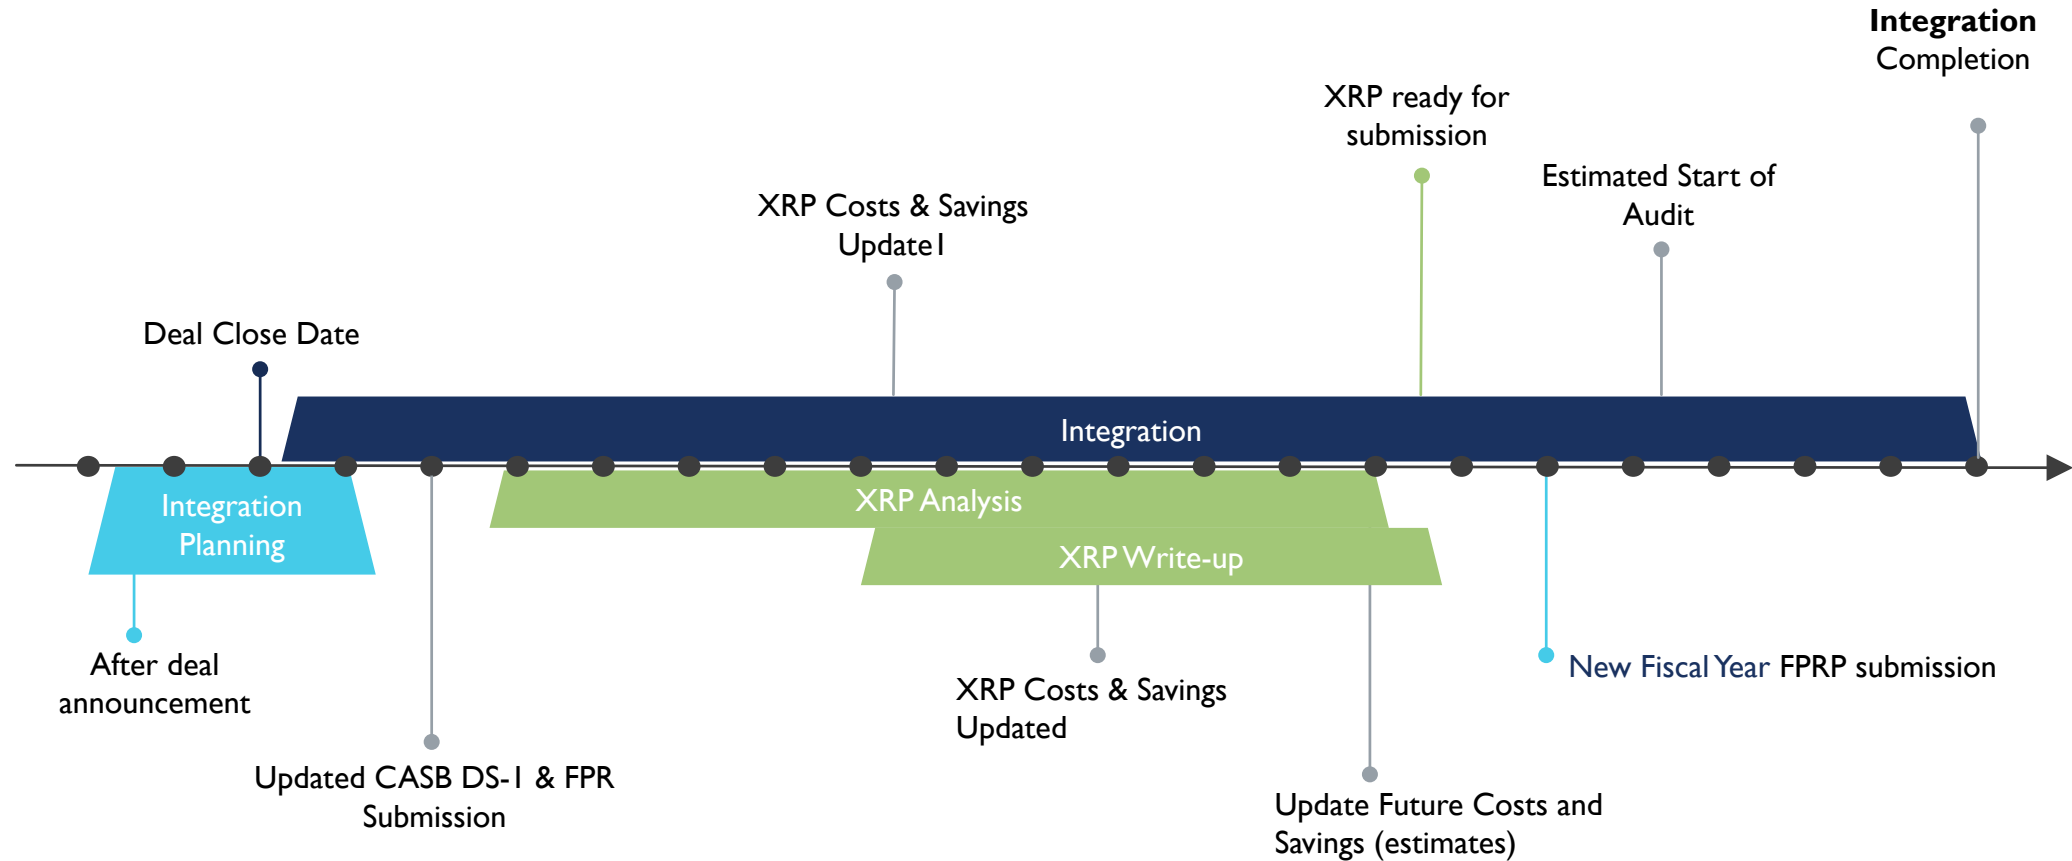 Integration
Completion
XRP ready for
submission
Estimated Start of
Audit
XRP Costs & Savings
Update1
Deal Close Date
Integration
Integration
Planning
XRP Analysis
XRP Write-up
After deal
announcement
New Fiscal Year FPRP submission
XRP Costs & Savings
Updated
Updated CASB DS-1 & FPR
Submission
Update Future Costs and
Savings (estimates)